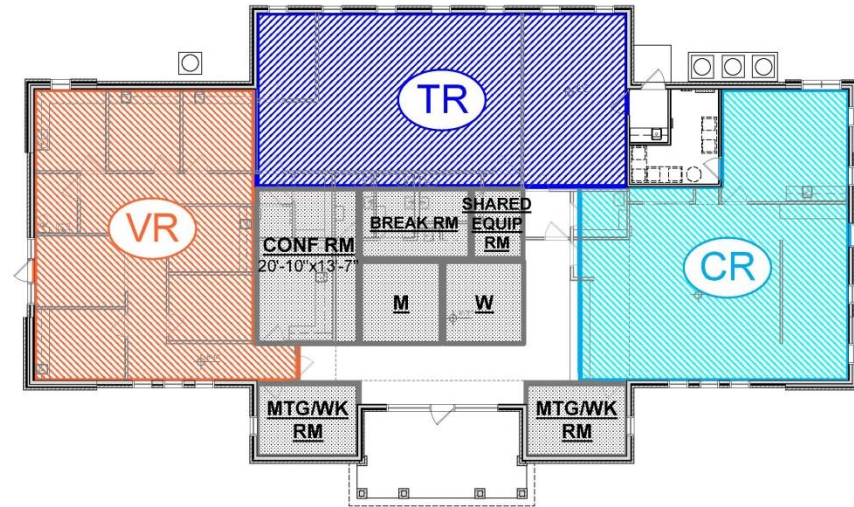 TR
VR
CONF RM
20'-10"x13'-7"
BREAK RM
SHARED
EQUIP
RM
CR
M
W
MTG/WK
RM
MTG/WK
RM